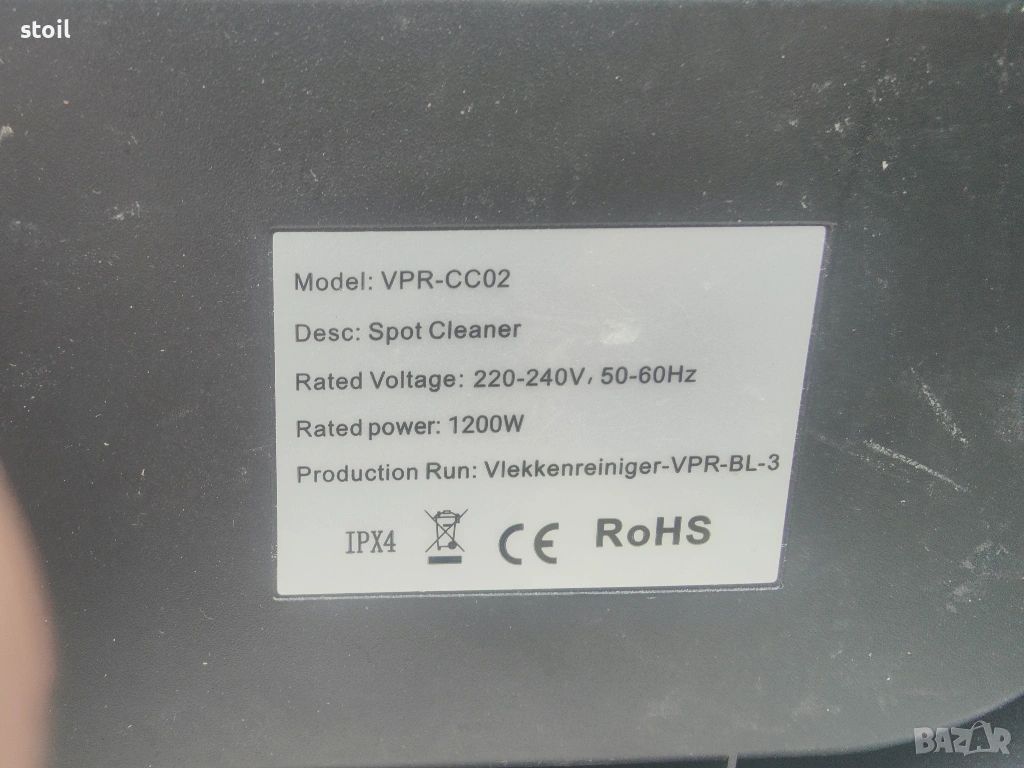 stoil
Model: VPR-CC02
Desc: Spot Cleaner
Rated Voltage: 220-240V, 50-60Hz
Rated power: 1200W
Production Run: Vlekkenreiniger-VPR-BL-3
IPX4 CE RoHS
BAZAR